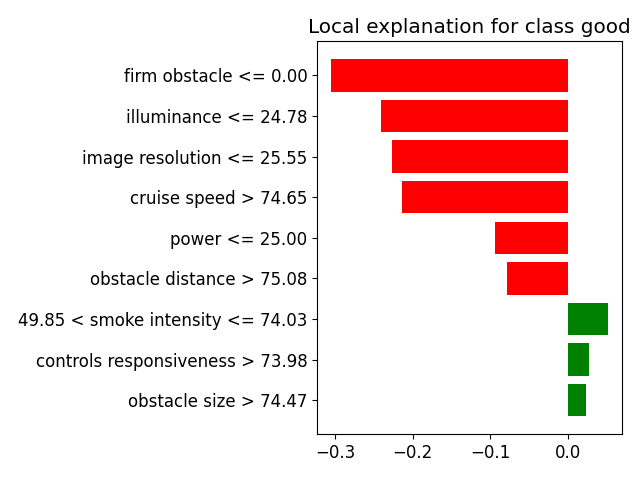 Local explanation for class good
firm obstacle <= 0.00
illuminance <= 24.78
image resolution <= 25.55
cruise speed > 74.65
power <= 25.00
obstacle distance > 75.08
49.85 < smoke intensity <= 74.03
controls responsiveness > 73.98
obstacle size > 74.47
−0.3 −0.2 −0.1 0.0